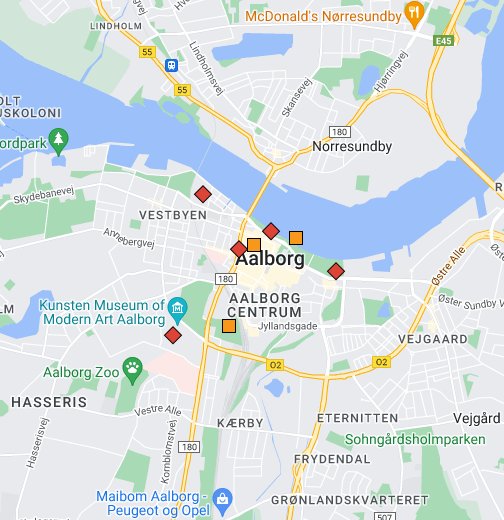 McDonald's Nørresundby
LINDHOLM
E45
55
Lindholmsvej
Hjørringvej
55
Skansevej
OLT
USKOLONI
180
ordpark
Nørresundby
Skydebanevej
VESTBYEN
R
Annebergvej
Aalborg
Østre Alle
180
AALBORG
CENTRUM
Øster Sundby V
LM
Kunsten Museum of
Modern Art Aalborg
Jyllandsgade
VEJGAARD
O2
O2
Aalborg Zoo
HASSERIS
Vestre Alle
KÆRBY
ETERNITTEN
Vejgård
Sohngårdsholmparken
Hasserisvej
Kornblomstvej
180
FRYDENDAL
Maibom Aalborg -
Peugeot og Opel
GRØNLANDSKVARTERET
507